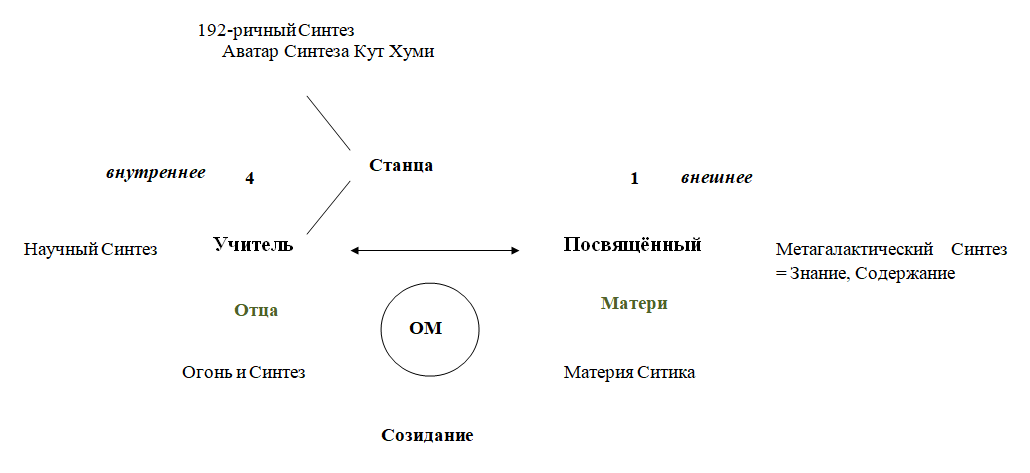 192-ричный Синтез
Аватар Синтеза Кут Хуми
Станца
внутреннее 4 1 внешнее
Научный Синтез Учитель Посвящённый Метагалактический Синтез
= Знание, Содержание
Отца Матери
ОМ
Огонь и Синтез Материя Ситика
Созидание